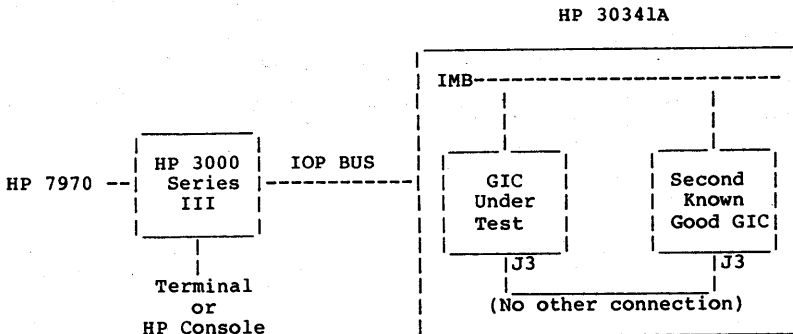 HP 30341A
IMB
HP 7970
HP 3000
Series
III
IOP BUS
GIC
Under
Test
Second
Known
Good GIC
J3
J3
Terminal
or
HP Console
(No other connection)